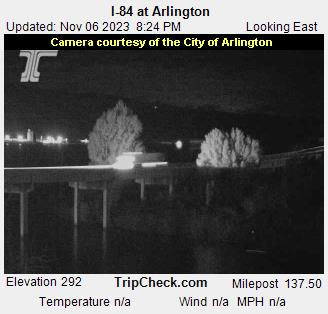 I-84 at Arlington
Updated: Nov 06 2023 8:24 PM Looking East
Camera courtesy of the City of Arlington
Elevation 292 TripCheck.com Milepost 137.50
Temperature n/a Wind n/a MPH n/a